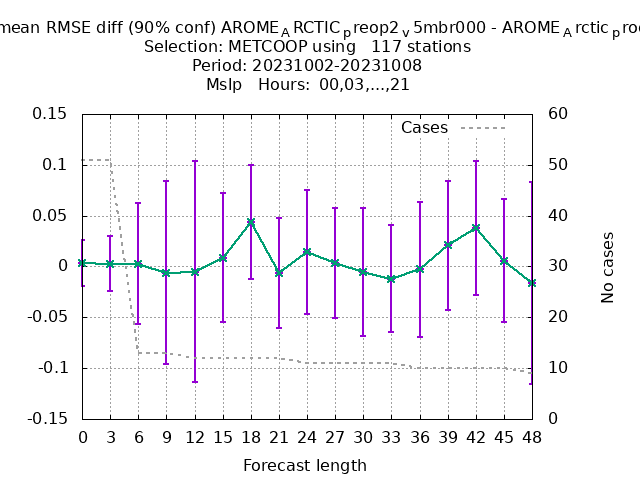 mean RMSE diff (90% conf) AROME_ARCTIC_preop2_v5mbr000 - AROME_Arctic_pro
Selection: METCOOP using 117 stations
Period: 20231002-20231008
Mslp Hours: 00,03,...,21
0.15 60
Cases
0.1 50
0.05 40
0 30
-0.05 20
-0.1 10
-0.15 0
No cases
0 3 6 9 12 15 18 21 24 27 30 33 36 39 42 45 48
Forecast length